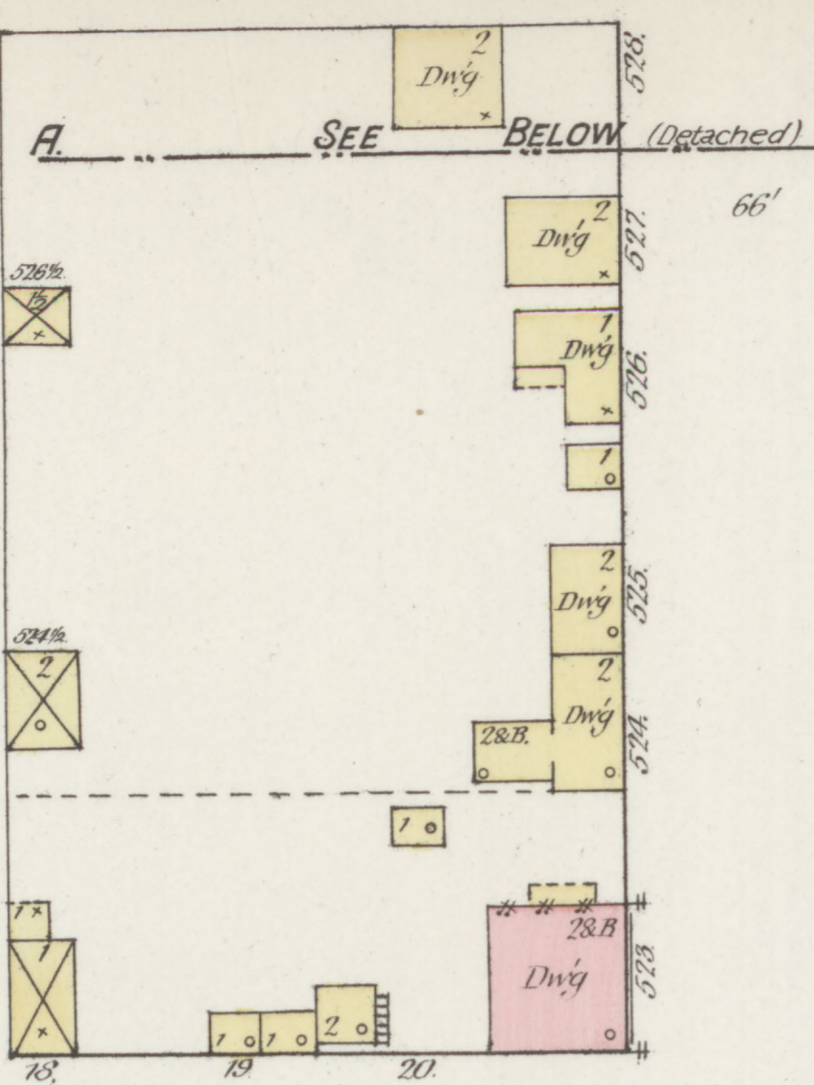 2
Dw'g
x
528.
A. SEE BELOW (Detached)
66'
2
Dw'g
x
527.
526½.
1½
x
1
Dw'g
x
526.
1
2
Dw'g
525.
524½.
2
2
Dw'g
2&B.
524.
1
1 x
1
x
2&B
Dw'g
523.
1 1 2
18. 19. 20.